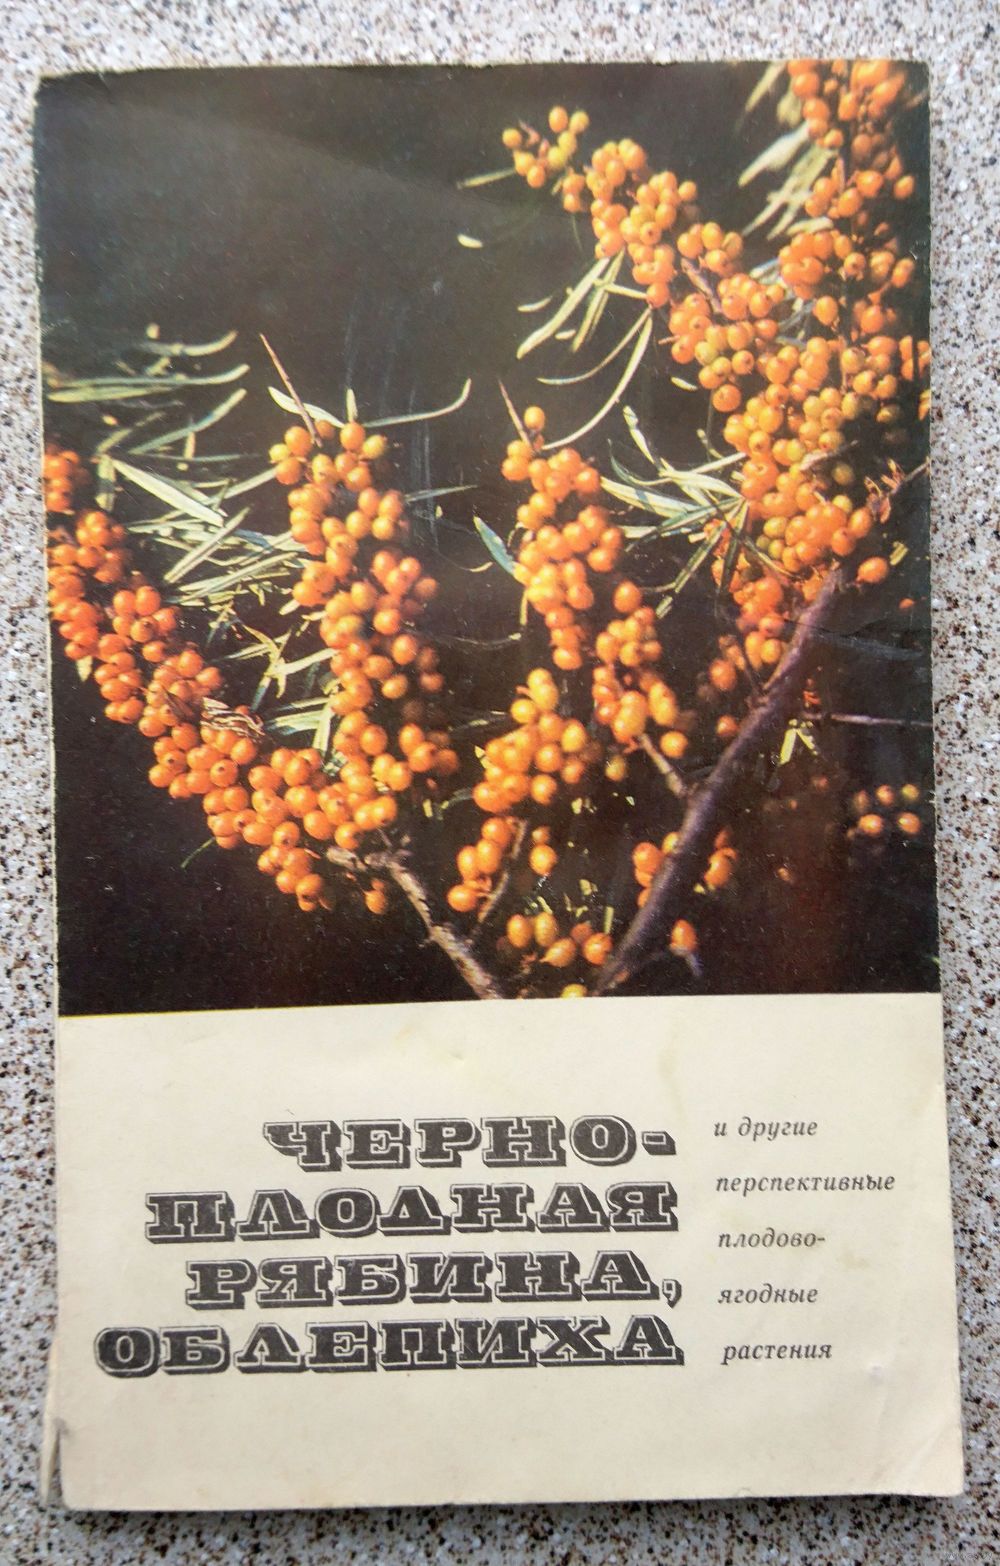 ЧЕРНО-
ПЛОДНАЯ
РЯБИНА,
ОБЛЕПИХА
и другие
перспективные
плодово-
ягодные
растения